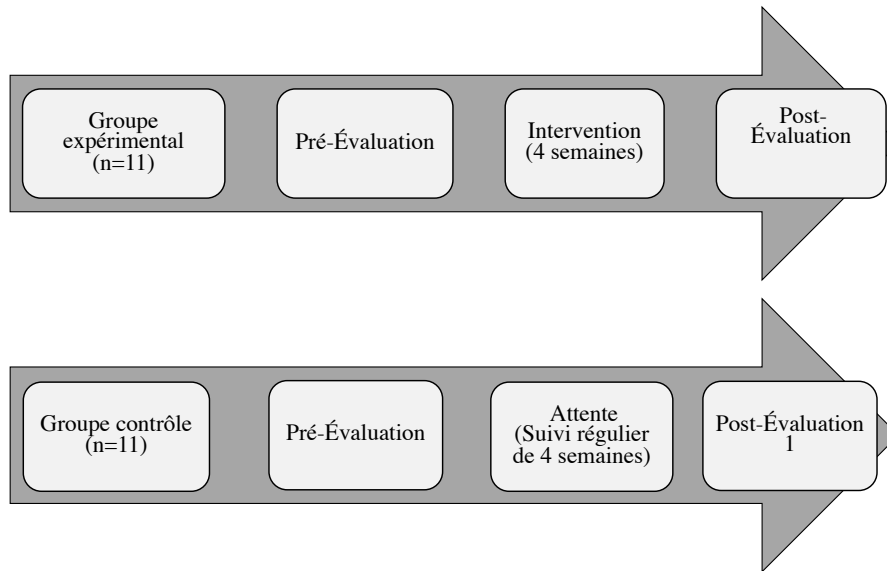 Groupe
expérimental
(n=11)
Pré-Évaluation
Intervention
(4 semaines)
Post-
Évaluation
Groupe contrôle
(n=11)
Pré-Évaluation
Attente
(Suivi régulier
de 4 semaines)
Post-Évaluation
1